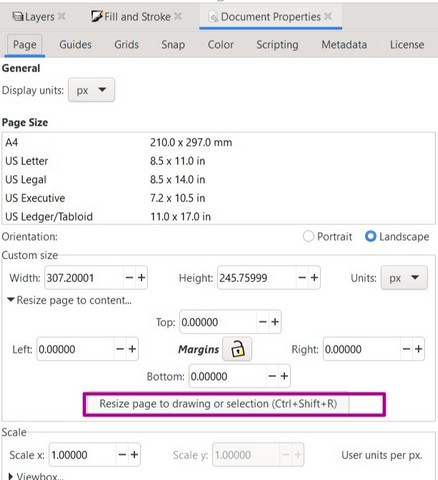 Layers Fill and Stroke Document Properties
Page Guides Grids Snap Color Scripting Metadata License
General
Display units: px
Page Size
A4 210.0 x 297.0 mm
US Letter 8.5 x 11.0 in
US Legal 8.5 x 14.0 in
US Executive 7.2 x 10.5 in
US Ledger/Tabloid 11.0 x 17.0 in
Orientation: Portrait Landscape
Custom size
Width: 307.20001 − + Height: 245.75999 − + Units: px
Resize page to content...
Top: 0.00000 − +
Left: 0.00000 − + Margins Right: 0.00000 − +
Bottom: 0.00000 − +
Resize page to drawing or selection (Ctrl+Shift+R)
Scale
Scale x: 1.00000 − + Scale y: 1.00000 − + User units per px.
Viewbox...